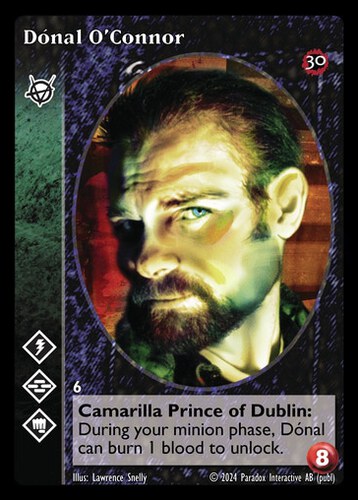 Dónal O'Connor
30
6
Camarilla Prince of Dublin:
During your minion phase, Dónal
can burn 1 blood to unlock.
8
Illus: Lawrence Snelly © 2024 Paradox Interactive AB (publ)